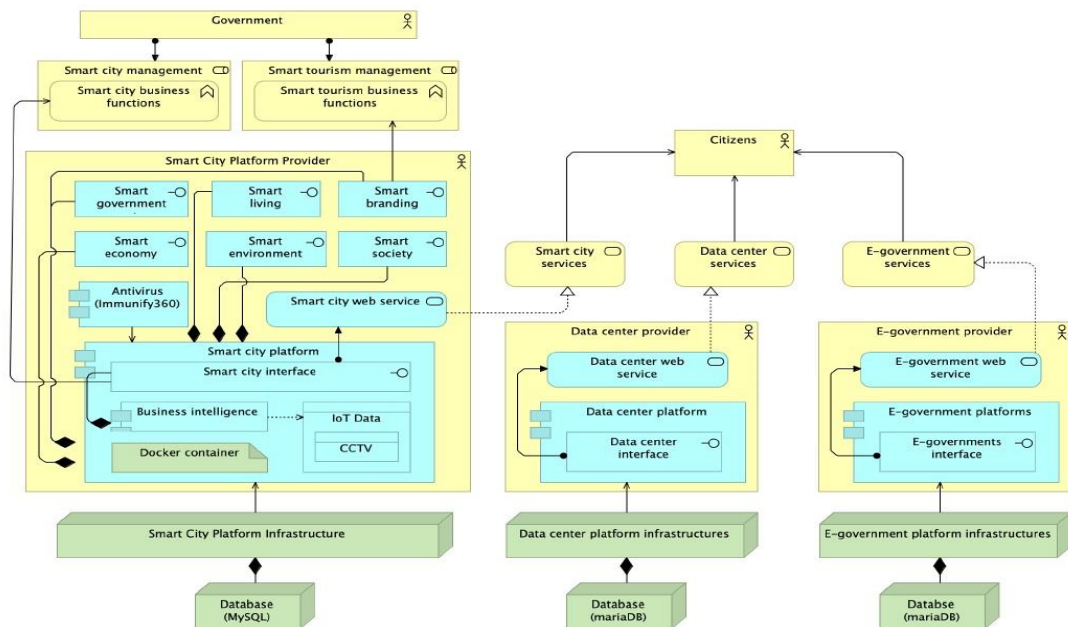 Government
Smart city management
Smart city business
functions
Smart tourism management
Smart tourism business
functions
Citizens
Smart City Platform Provider
Smart
government
Smart
living
Smart
branding
Smart
economy
Smart
environment
Smart
society
Antivirus
(Immunify360)
Smart city web service
Smart city platform
Smart city interface
Business intelligence
IoT Data
CCTV
Docker container
Smart city
services
Data center
services
E-government
services
Data center provider
Data center web
service
Data center platform
Data center
interface
E-government provider
E-government web
service
E-government platforms
E-governments
interface
Smart City Platform Infrastructure
Data center platform infrastructures
E-government platform infrastructures
Database
(MySQL)
Database
(mariaDB)
Databse
(mariaDB)